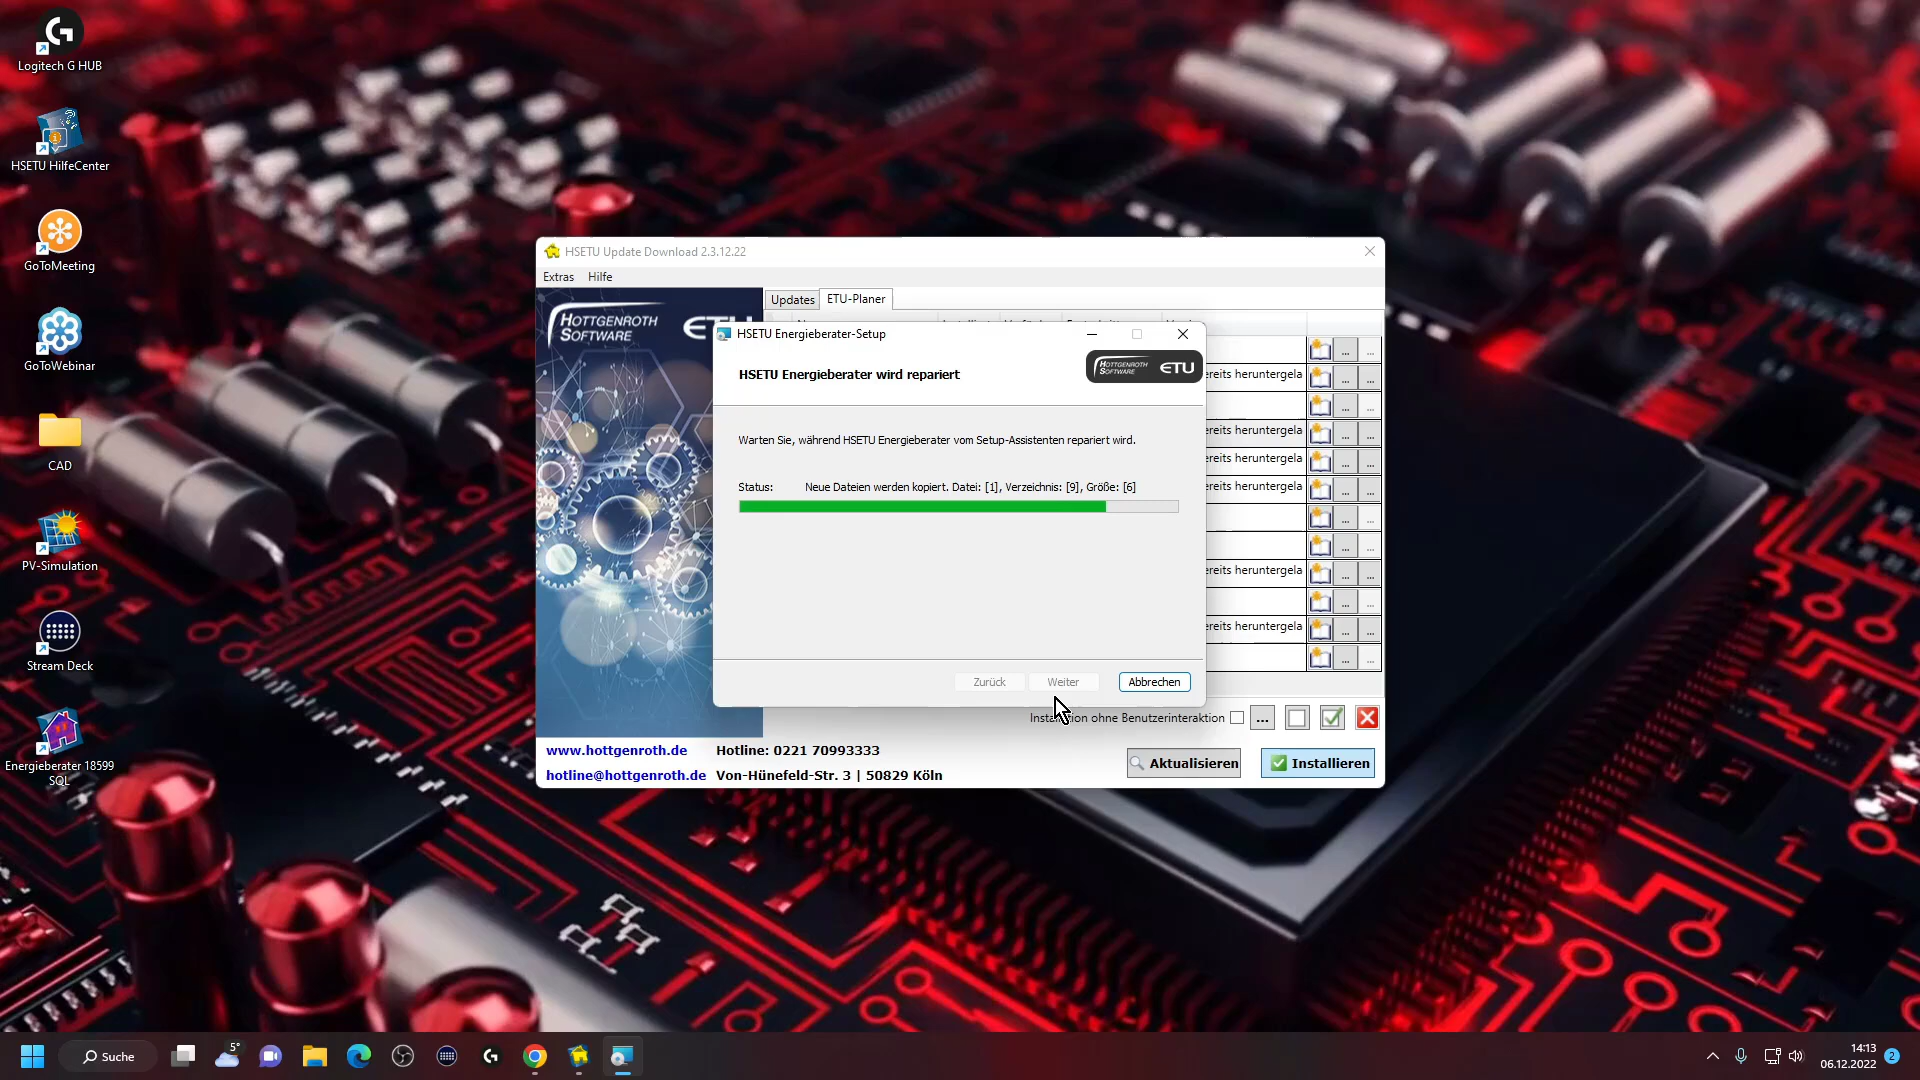 Logitech G HUB
HSETU HilfeCenter
GoToMeeting
GoToWebinar
CAD
PV-Simulation
Stream Deck
Energieberater 18599
SQL
HSETU Update Download 2.3.12.22
Extras Hilfe
Updates ETU-Planer
HOTTGENROTH
SOFTWARE
HSETU Energieberater-Setup
HSETU Energieberater wird repariert
HOTTGENROTH
SOFTWARE ETU
Warten Sie, während HSETU Energieberater vom Setup-Assistenten repariert wird.
Status: Neue Dateien werden kopiert. Datei: [1], Verzeichnis: [9], Größe: [6]
Zurück Weiter Abbrechen
ereits heruntergela
ereits heruntergela
ereits heruntergela
ereits heruntergela
ereits heruntergela
ereits heruntergela
ohne Benutzerinteraktion ...
www.hottgenroth.de Hotline: 0221 70993333
hotline@hottgenroth.de Von-Hünefeld-Str. 3 | 50829 Köln
Aktualisieren Installieren
Suche
5°
14:13
06.12.2022
2